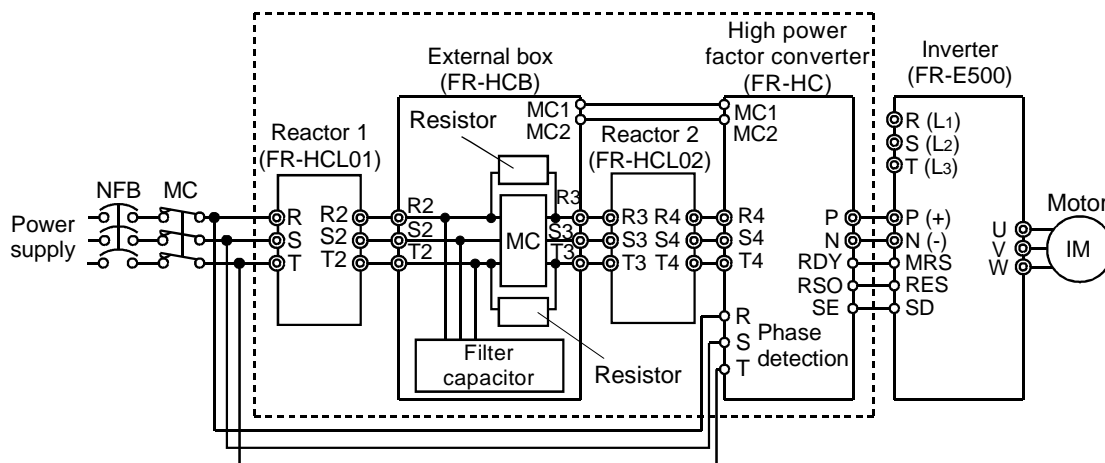 High power
factor converter
(FR-HC)
Inverter
(FR-E500)
External box
(FR-HCB)
MC1
MC2
MC1
MC2
R (L1)
S (L2)
T (L3)
Resistor
Reactor 1
(FR-HCL01)
Reactor 2
(FR-HCL02)
NFB
MC
Power
supply
R
S
T
R2
S2
T2
R2
S2
T2
MC
R3
S3
T3
R3
S3
T3
R4
S4
T4
R4
S4
T4
P
N
RDY
RSO
SE
P (+)
N (-)
MRS
RES
SD
U
V
W
Motor
IM
R
S
T
Phase
detection
Filter
capacitor
Resistor